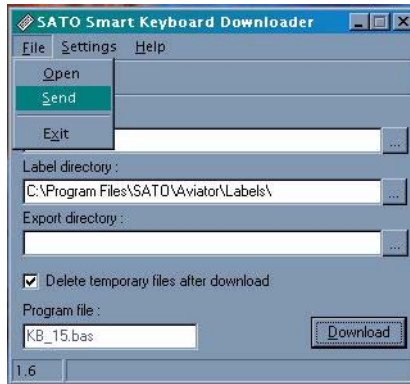 SATO Smart Keyboard Downloader
File Settings Help
Open
Send
Exit
...
Label directory :
C:\Program Files\SATO\Aviator\Labels\
...
Export directory :
...
Delete temporary files after download
Program file :
KB_15.bas
Download
1.6